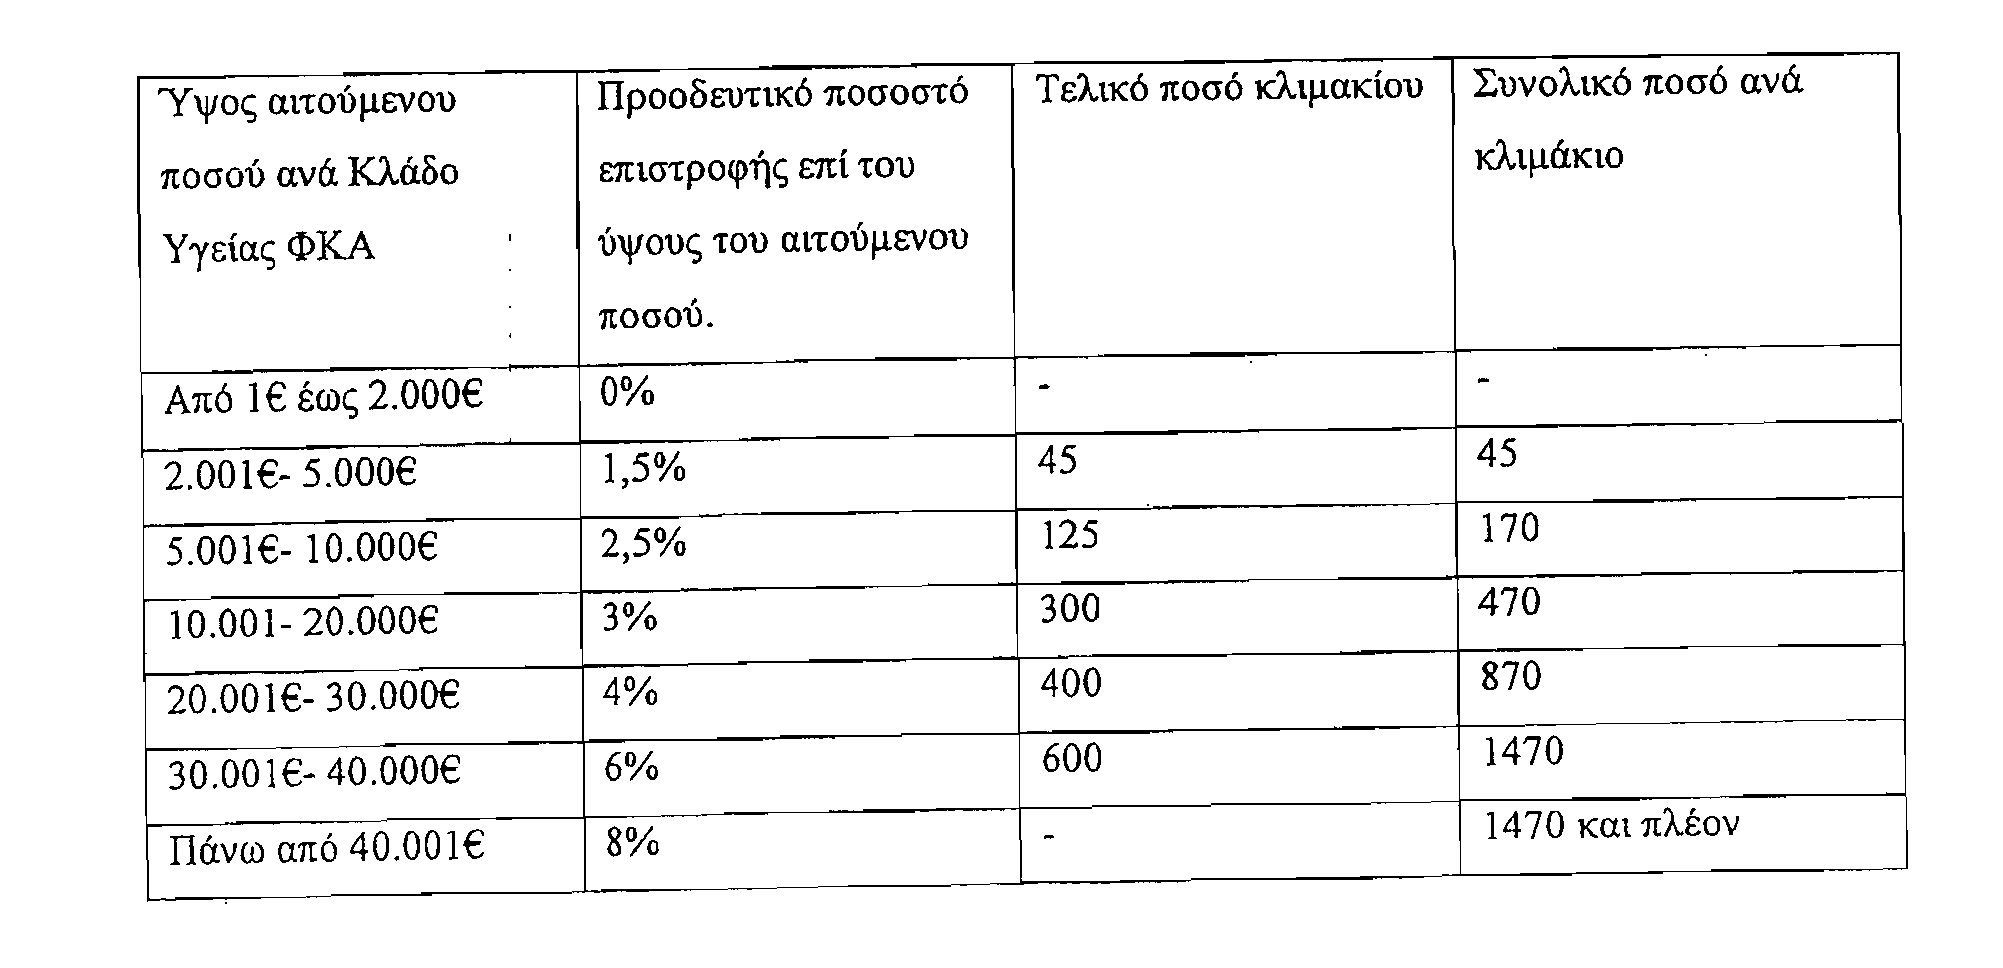 Ύψος αιτούμενου
ποσού ανά Κλάδο
Υγείας ΦΚΑ
Προοδευτικό ποσοστό
επιστροφής επί του
ύψους του αιτούμενου
ποσού.
Τελικό ποσό κλιμακίου
Συνολικό ποσό ανά
κλιμάκιο
Από 1€ έως 2.000€ 0% - -
2.001€- 5.000€ 1,5% 45 45
5.001€- 10.000€ 2,5% 125 170
10.001- 20.000€ 3% 300 470
20.001€- 30.000€ 4% 400 870
30.001€- 40.000€ 6% 600 1470
Πάνω από 40.001€ 8% - 1470 και πλέον